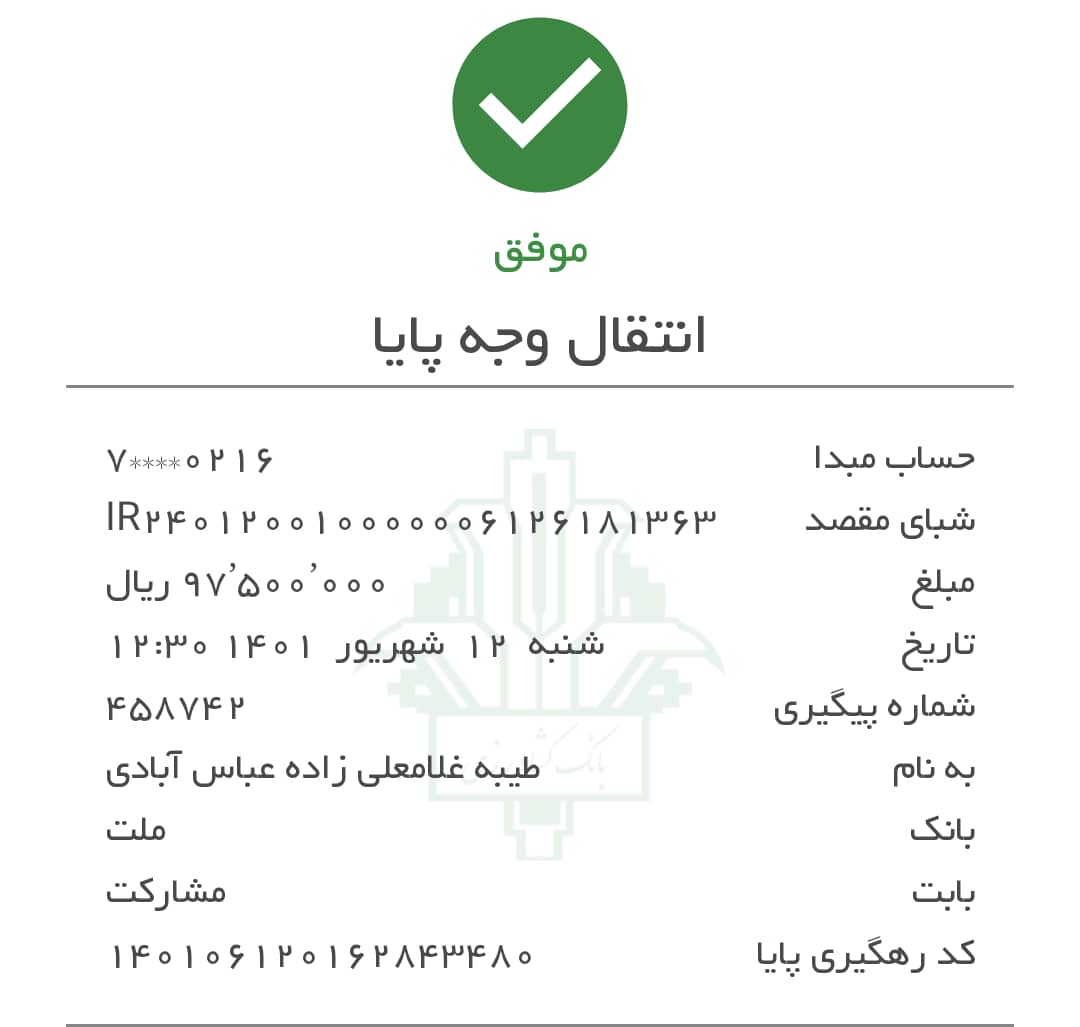 موفق
انتقال وجه پایا
حساب مبدا ۷****۰۲۱۶
شبای مقصد IR۲۴۰۱۲۰۰۱۰۰۰۰۰۰۶۱۲۶۱۸۱۳۶۳
مبلغ ۹۷٬۵۰۰٬۰۰۰ ریال
تاریخ شنبه ۱۲ شهریور ۱۴۰۱ ۱۲:۳۰
شماره پیگیری ۴۵۸۷۴۲
به نام طیبه غلامعلی زاده عباس آبادی
بانک ملت
بابت مشارکت
کد رهگیری پایا ۱۴۰۱۰۶۱۲۰۱۶۲۸۴۳۴۸۰
بانک کشاورزی